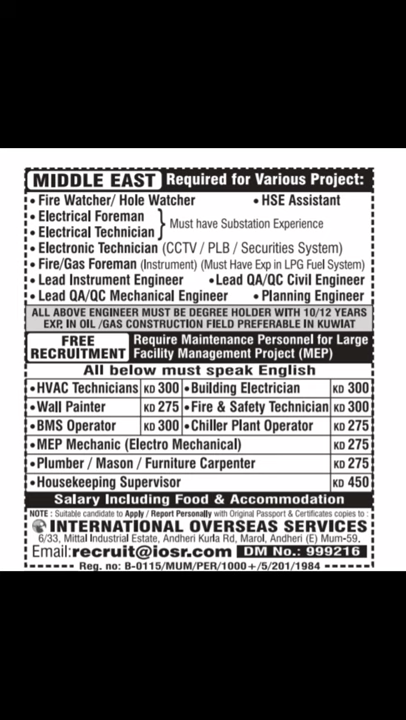 MIDDLE EAST Required for Various Project:
• Fire Watcher/ Hole Watcher • HSE Assistant
• Electrical Foreman
• Electrical Technician } Must have Substation Experience
• Electronic Technician (CCTV / PLB / Securities System)
• Fire/Gas Foreman (Instrument) (Must Have Exp in LPG Fuel System)
• Lead Instrument Engineer • Lead QA/QC Civil Engineer
• Lead QA/QC Mechanical Engineer • Planning Engineer
ALL ABOVE ENGINEER MUST BE DEGREE HOLDER WITH 10/12 YEARS
EXP, IN OIL /GAS CONSTRUCTION FIELD PREFERABLE IN KUWIAT
FREE RECRUITMENT Require Maintenance Personnel for Large
Facility Management Project (MEP)
All below must speak English
• HVAC Technicians KD 300 • Building Electrician KD 300
• Wall Painter KD 275 • Fire & Safety Technician KD 300
• BMS Operator KD 300 • Chiller Plant Operator KD 275
• MEP Mechanic (Electro Mechanical) KD 275
• Plumber / Mason / Furniture Carpenter KD 275
• Housekeeping Supervisor KD 450
Salary Including Food & Accommodation
NOTE : Suitable candidate to Apply / Report Personally with Original Passport & Certificates copies to :
INTERNATIONAL OVERSEAS SERVICES
6/33, Mittal Industrial Estate, Andheri Kurla Rd, Marol, Andheri (E) Mum-59.
Email:recruit@iosr.com DM No.: 999216
Reg. no: B-0115/MUM/PER/1000+/5/201/1984